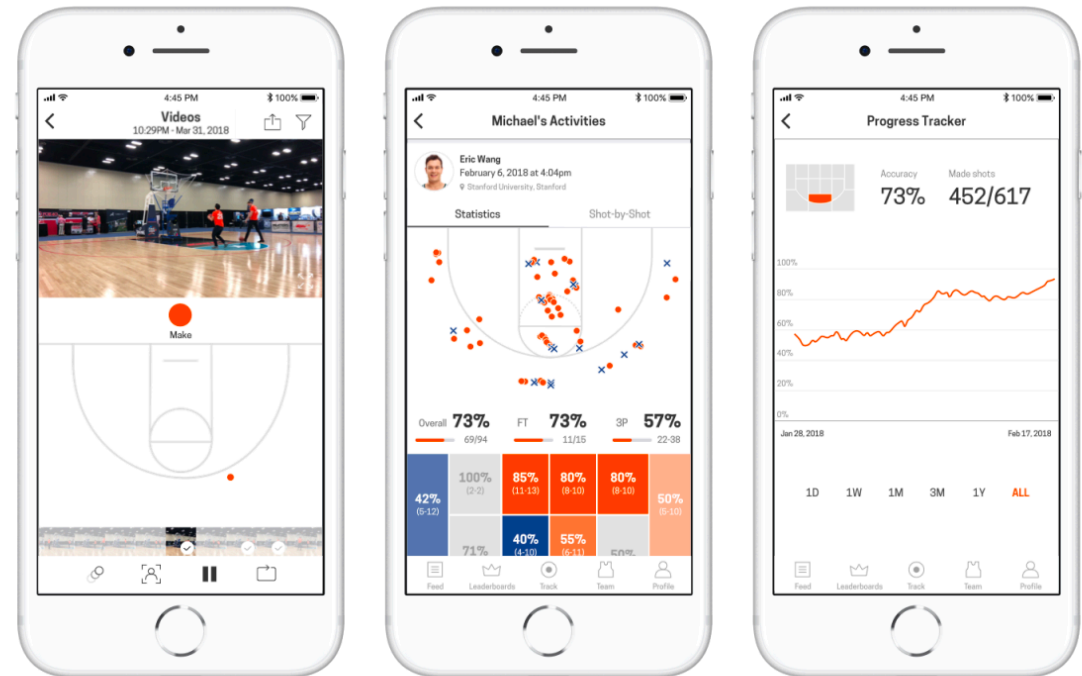 4:45 PM
100%
Videos
10:29PM - Mar 31, 2018
Make
4:45 PM
100%
Michael's Activities
Eric Wang
February 6, 2018 at 4:04pm
Stanford University, Stanford
Statistics
Shot-by-Shot
Overall 73%
69/94
FT 73%
11/15
3P 57%
22-38
42%
(5-12)
100%
(2-2)
85%
(11-13)
80%
(8-10)
80%
(8-10)
50%
(5-10)
71%
40%
(4-10)
55%
(6-11)
50%
Feed
Leaderboards
Track
Team
Profile
4:45 PM
100%
Progress Tracker
Accuracy
73%
Made shots
452/617
100%
80%
60%
40%
20%
0%
Jan 28, 2018
Feb 17, 2018
1D
1W
1M
3M
1Y
ALL
Feed
Leaderboards
Track
Team
Profile